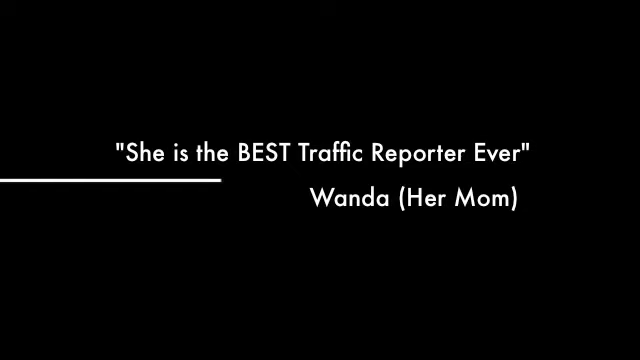 "She is the BEST Traffic Reporter Ever"
Wanda (Her Mom)